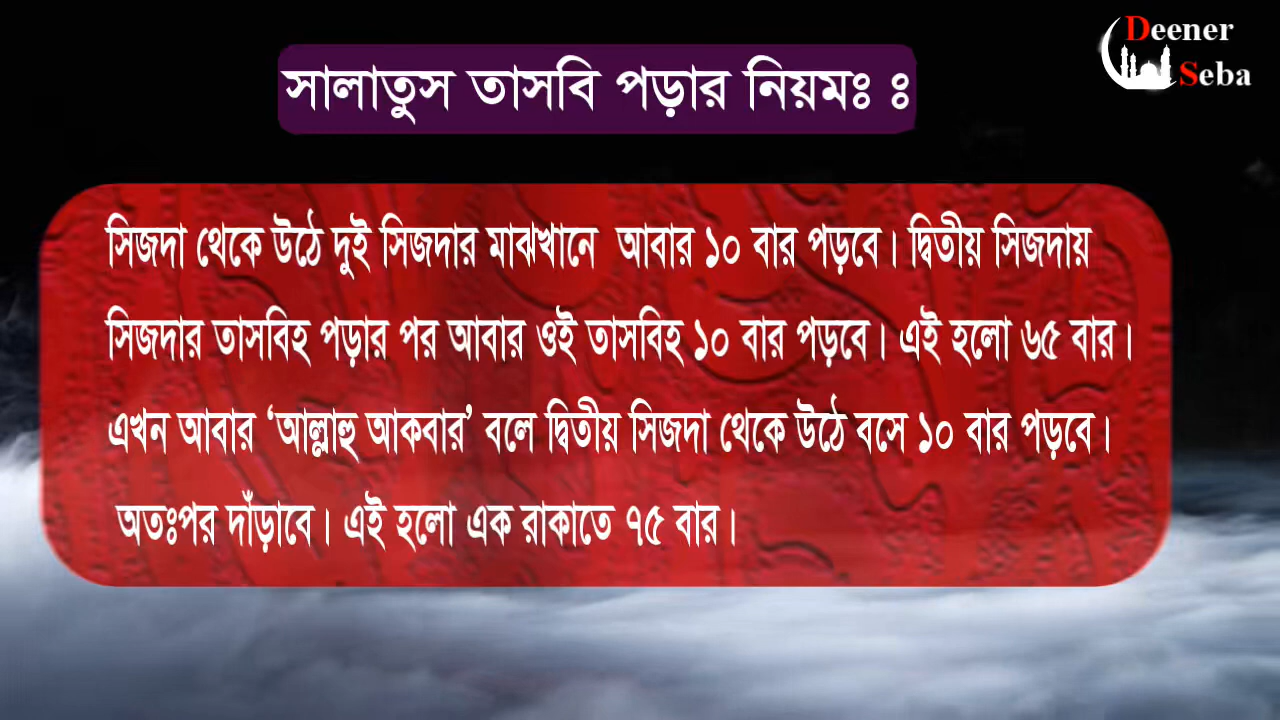 Deener
Seba
সালাতুস তাসবি পড়ার নিয়মঃ ঃ
সিজদা থেকে উঠে দুই সিজদার মাঝখানে আবার ১০ বার পড়বে। দ্বিতীয় সিজদায়
সিজদার তাসবিহ পড়ার পর আবার ওই তাসবিহ ১০ বার পড়বে। এই হলো ৬৫ বার।
এখন আবার ‘আল্লাহু আকবার’ বলে দ্বিতীয় সিজদা থেকে উঠে বসে ১০ বার পড়বে।
অতঃপর দাঁড়াবে। এই হলো এক রাকাতে ৭৫ বার।